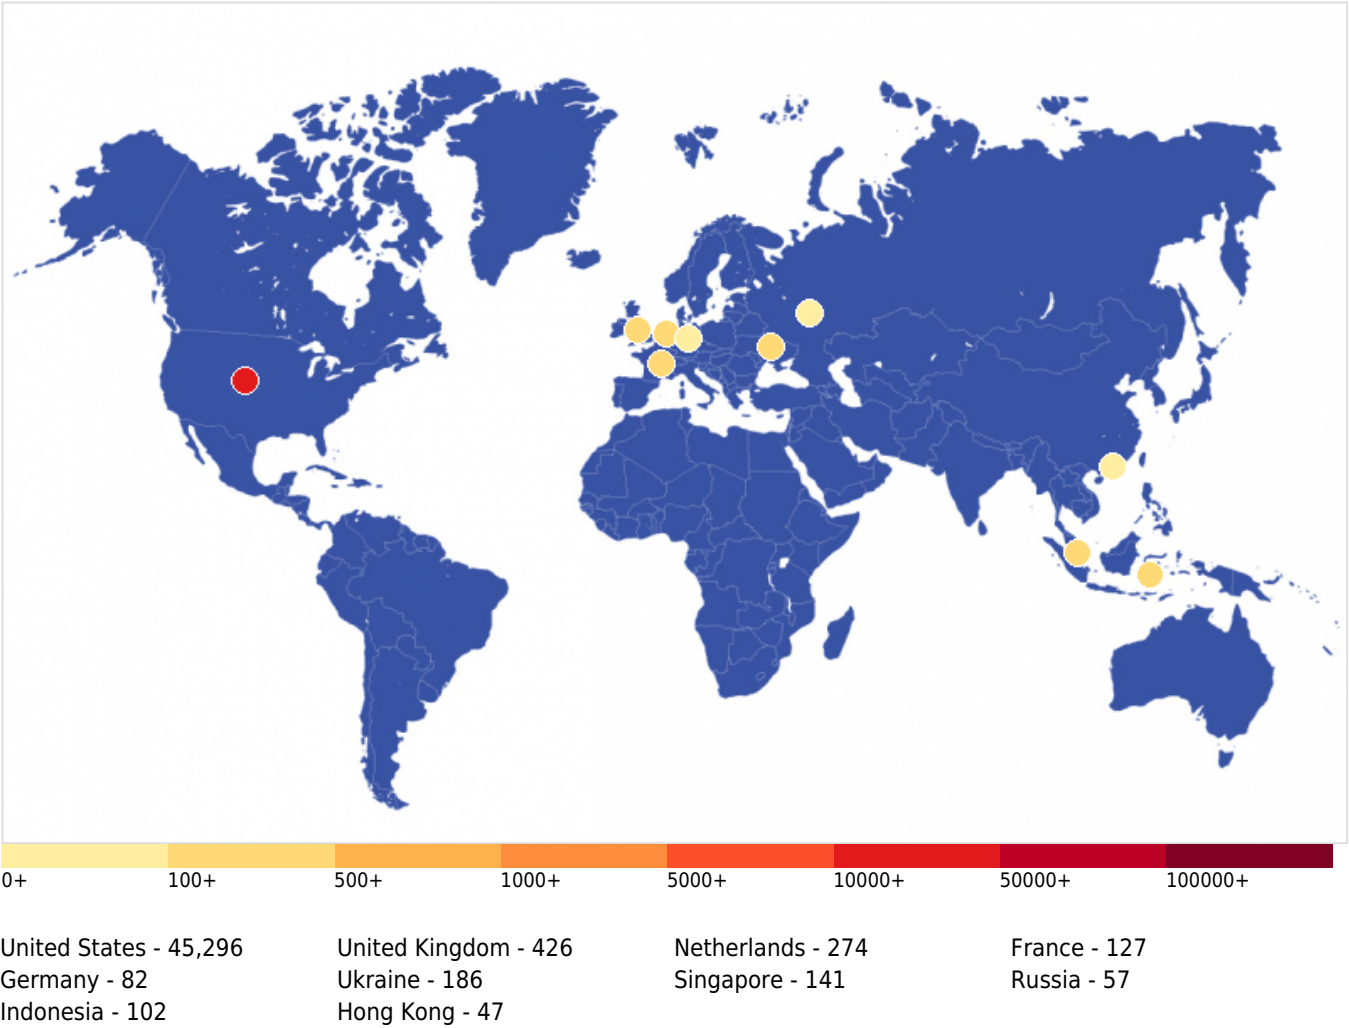 0+ 100+ 500+ 1000+ 5000+ 10000+ 50000+ 100000+
United States - 45,296 United Kingdom - 426 Netherlands - 274 France - 127
Germany - 82 Ukraine - 186 Singapore - 141 Russia - 57
Indonesia - 102 Hong Kong - 47